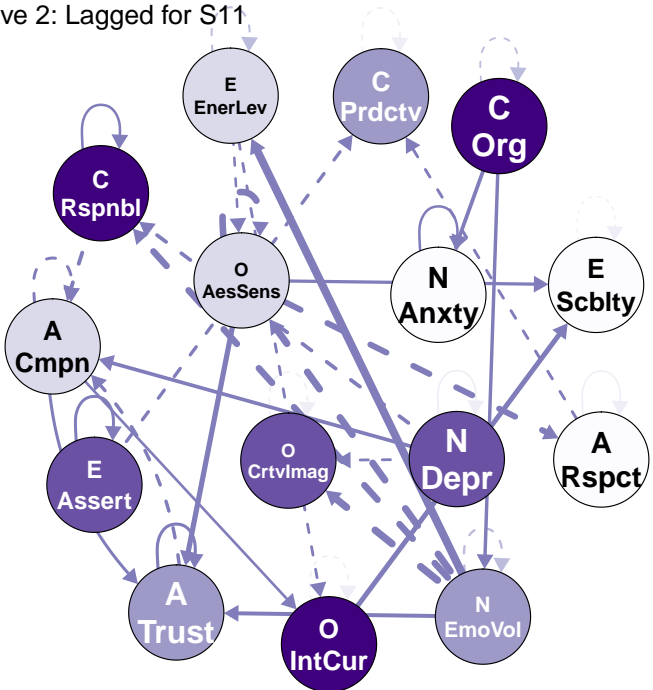 ve 2: Lagged for S11
E
EnerLev
C
Prdctv
C
Org
C
Rspnbl
O
AesSens
N
Anxty
E
Scblty
A
Cmpn
E
Assert
O
CrtvImag
N
Depr
A
Rspct
A
Trust
O
IntCur
N
EmoVol